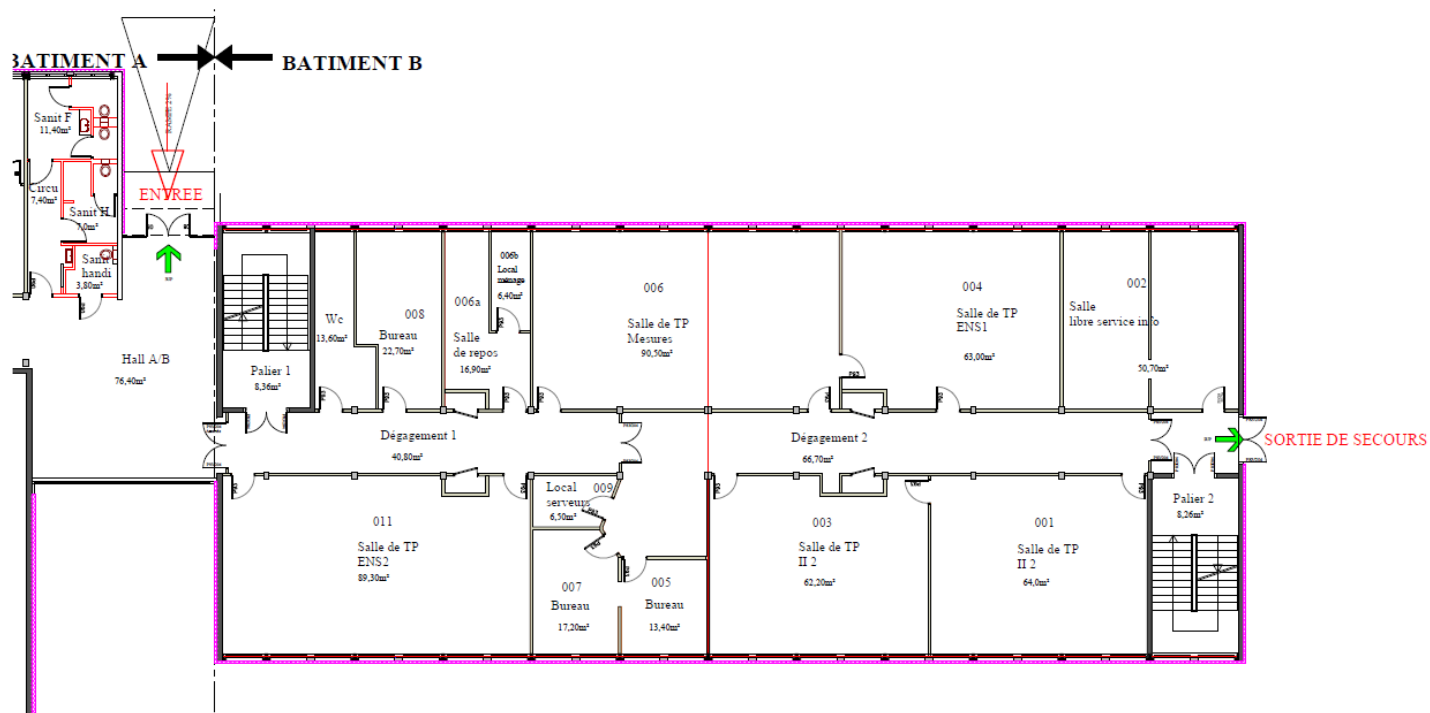 BATIMENT A
BATIMENT B
RAMPE 2%
Sanit F
11,40m²
ENTREE
Circu
7,40m²
Sanit H
7,0m²
Sanit
handi
3,80m²
Hall A/B
76,40m²
Palier 1
8,36m²
Wc
13,60m²
008
Bureau
22,70m²
006a
Salle
de repos
16,90m²
006b
Local
ménage
6,40m²
006
Salle de TP
Mesures
90,50m²
004
Salle de TP
ENS1
63,00m²
002
Salle
libre service info
50,70m²
Dégagement 1
40,80m²
Dégagement 2
66,70m²
SORTIE DE SECOURS
011
Salle de TP
ENS2
89,30m²
Local
serveurs
6,50m²
009
007
Bureau
17,20m²
005
Bureau
13,40m²
003
Salle de TP
II 2
62,20m²
001
Salle de TP
II 2
64,0m²
Palier 2
8,26m²